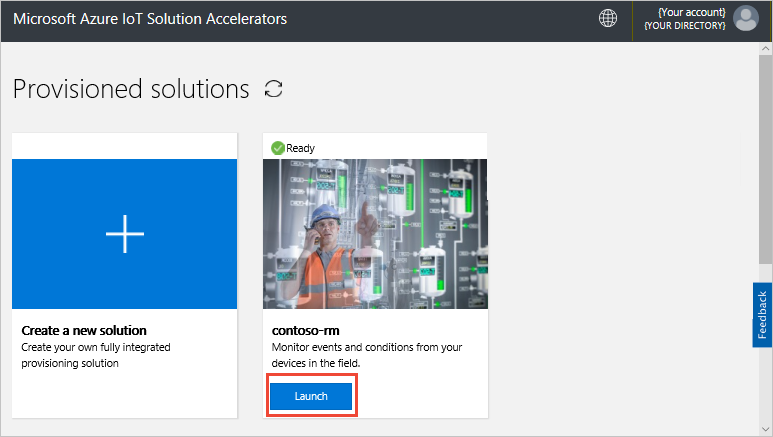 Microsoft Azure IoT Solution Accelerators
{Your account}
{YOUR DIRECTORY}
Provisioned solutions
Ready
Create a new solution
Create your own fully integrated
provisioning solution
contoso-rm
Monitor events and conditions from your
devices in the field.
Launch
Feedback